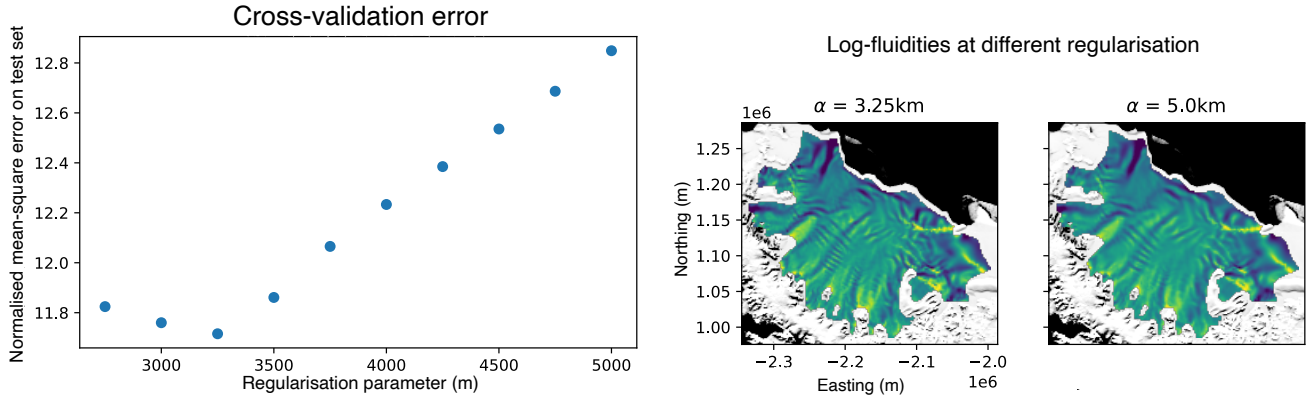 Cross-validation error
Normalised mean-square error on test set
12.8
12.6
12.4
12.2
12.0
11.8
3000 3500 4000 4500 5000
Regularisation parameter (m)
Log-fluidities at different regularisation
1e6
α = 3.25km
α = 5.0km
Northing (m)
1.25
1.20
1.15
1.10
1.05
1.00
−2.3 −2.2 −2.1 −2.0
Easting (m)
1e6